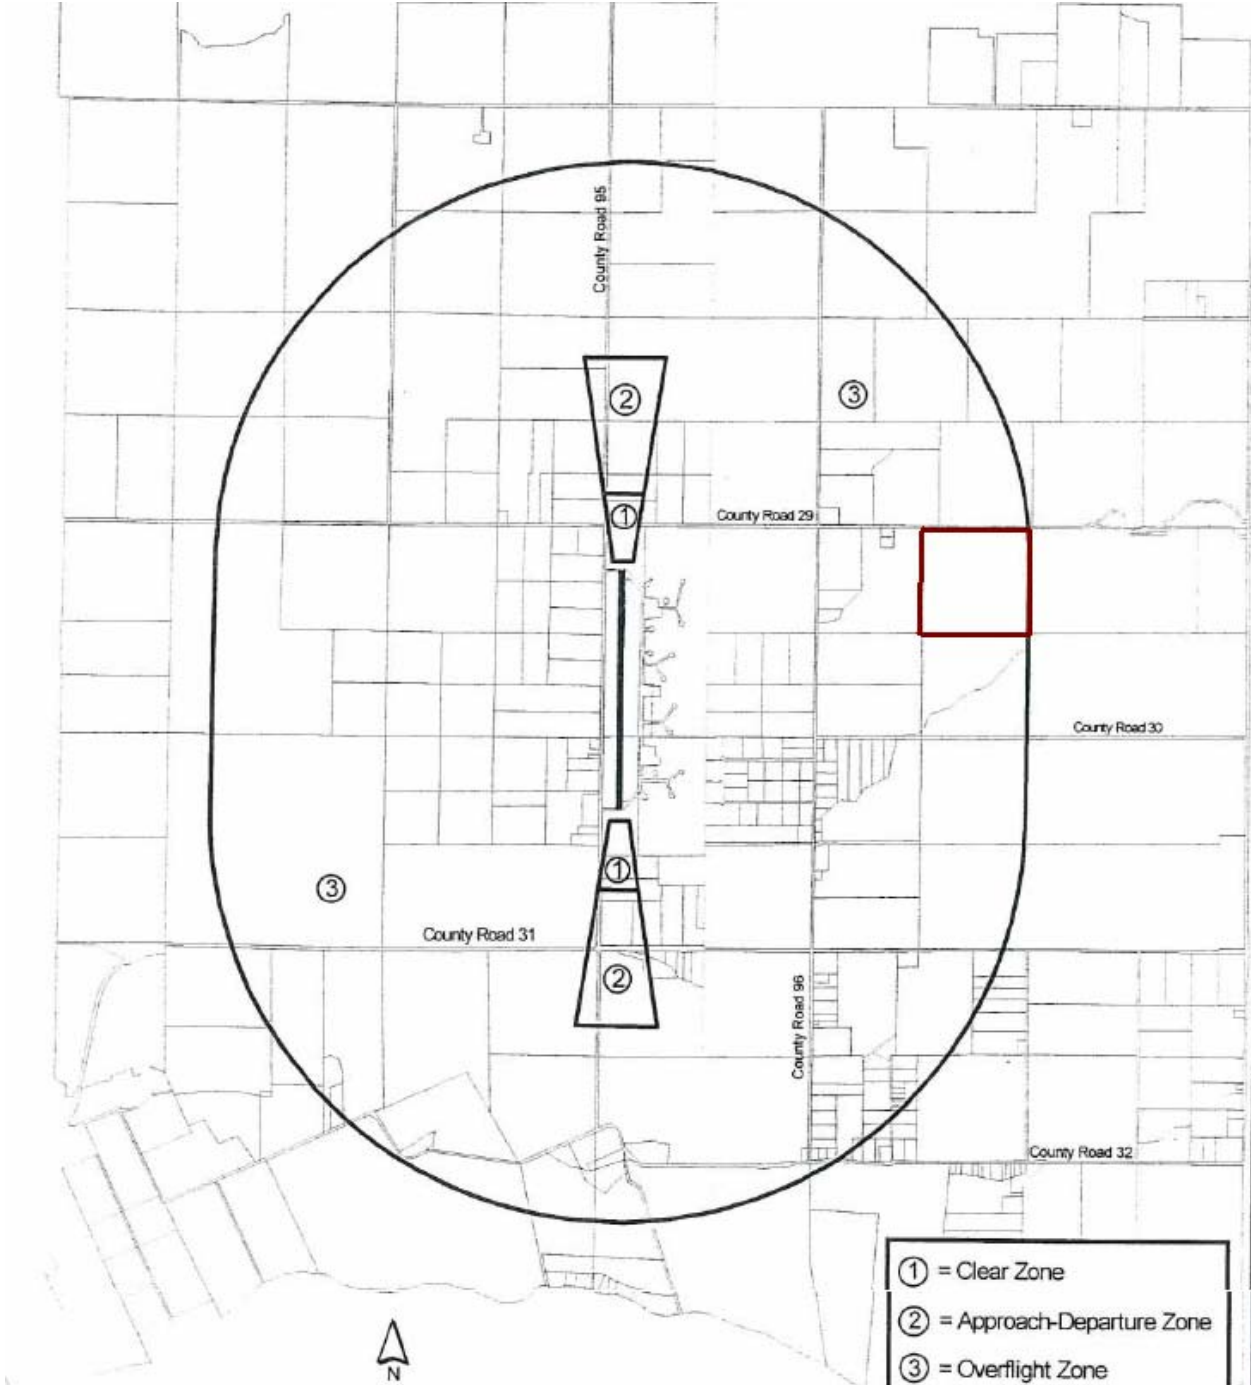 County Road 95
②
③
County Road 29
①
County Road 30
①
③
County Road 31
②
County Road 96
County Road 32
① = Clear Zone
② = Approach-Departure Zone
③ = Overflight Zone
N